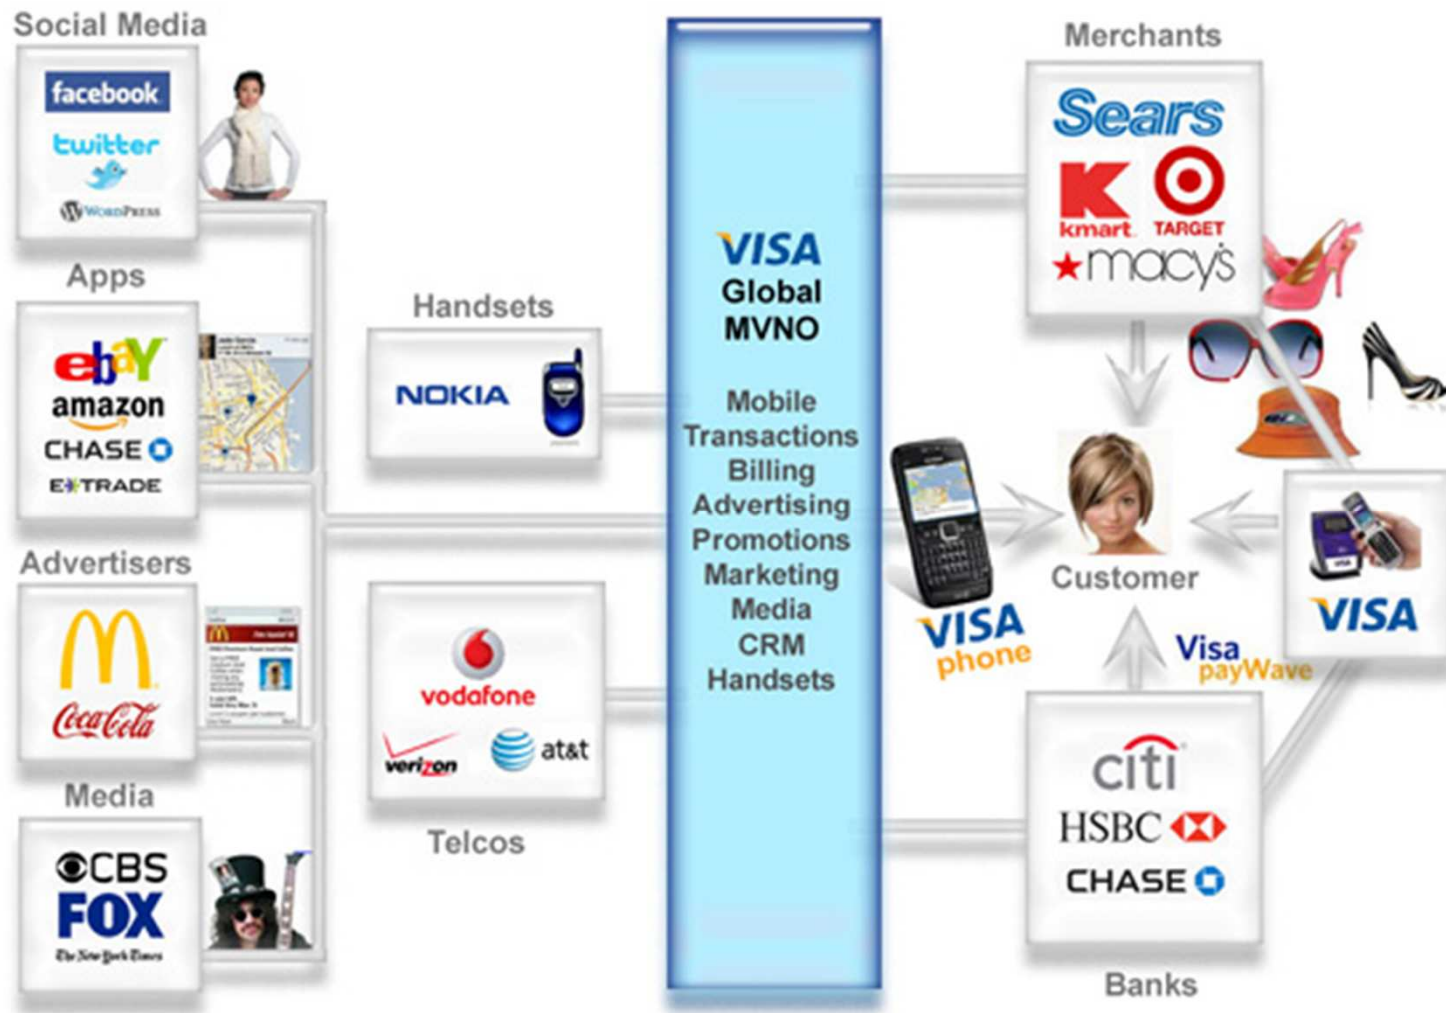 Social Media
facebook
twitter
WORDPRESS
Apps
ebaY
amazon
CHASE
E*TRADE
Advertisers
McDonald's
Coca-Cola
Media
CBS
FOX
The New York Times
Handsets
NOKIA
vodafone
verizon
at&t
Telcos
VISA
Global
MVNO
Mobile
Transactions
Billing
Advertising
Promotions
Marketing
Media
CRM
Handsets
Merchants
Sears
kmart
TARGET
macy's
Customer
VISA
phone
VISA
VISA
Visa
payWave
citi
HSBC
CHASE
Banks